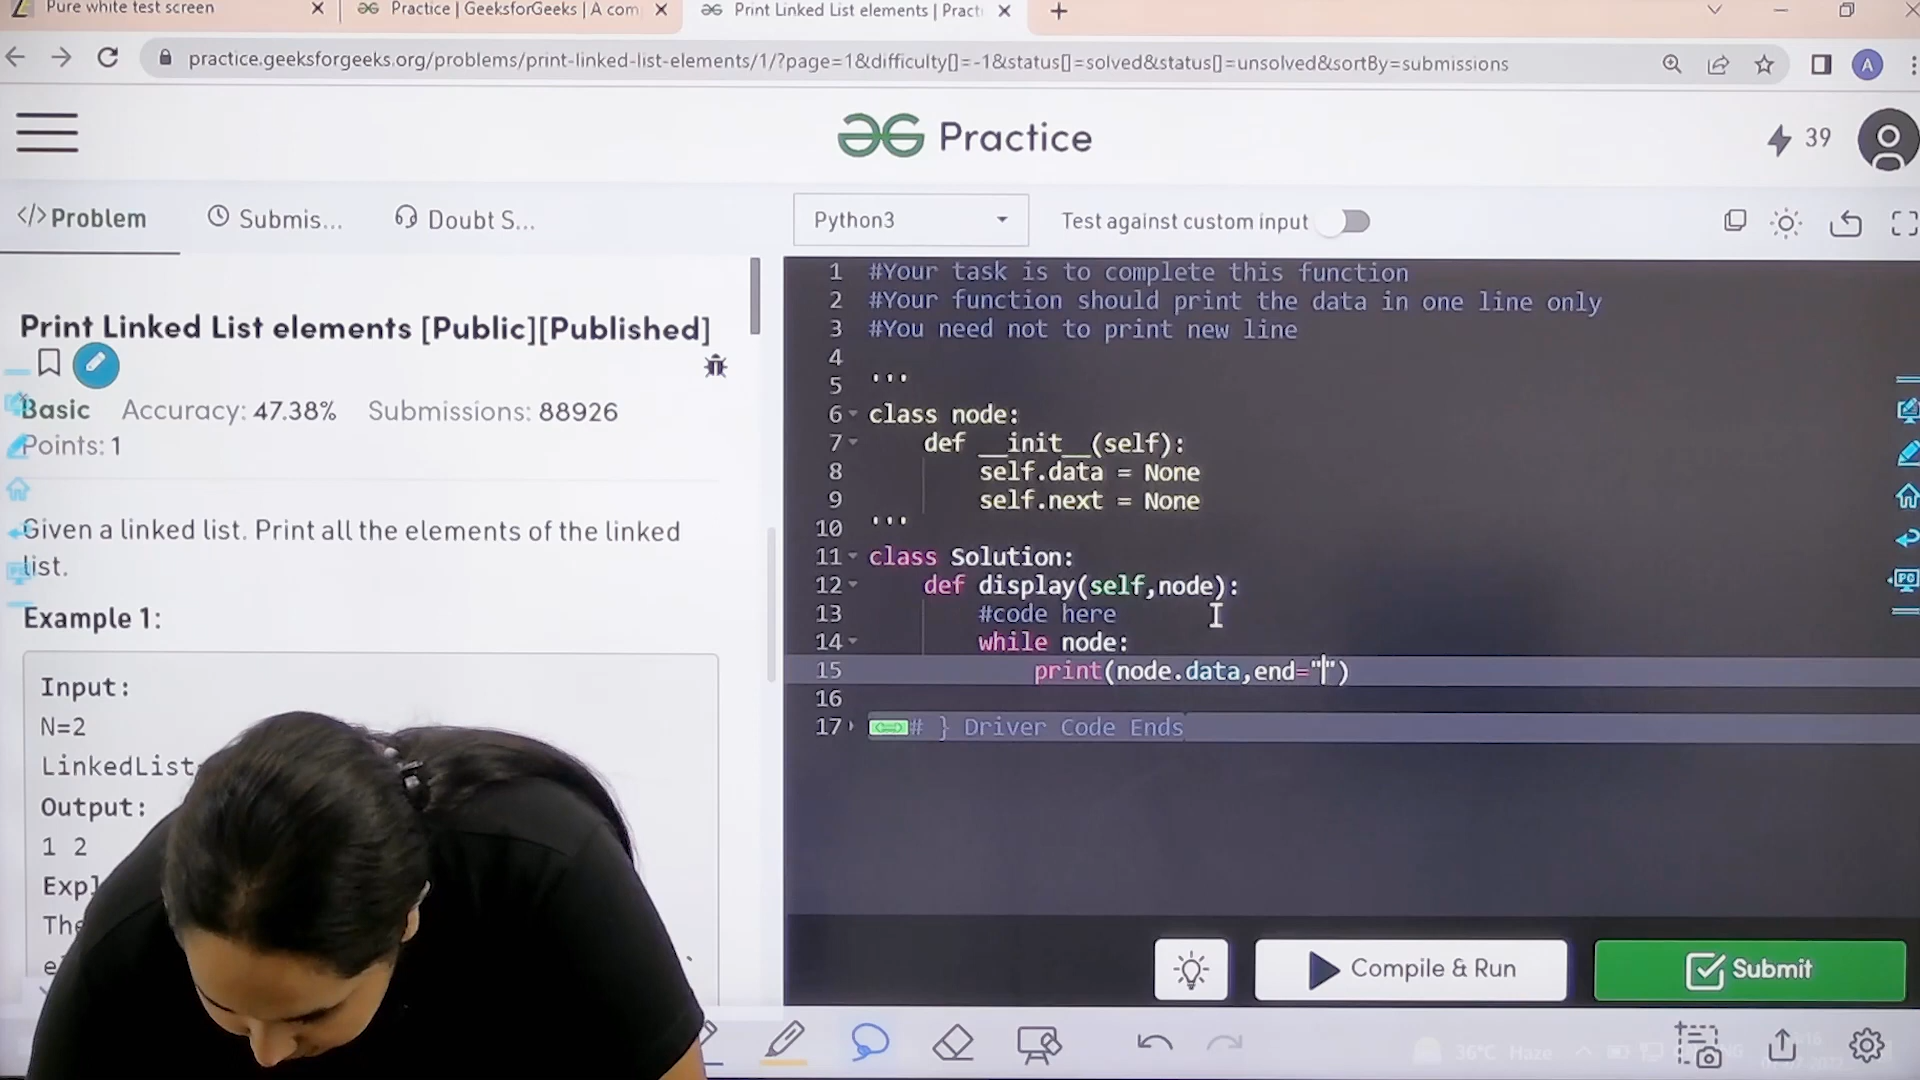 Pure white test screen
Practice | GeeksforGeeks | A com
Print Linked List elements | Pract
practice.geeksforgeeks.org/problems/print-linked-list-elements/1/?page=1&difficulty[]=-1&status[]=solved&status[]=unsolved&sortBy=submissions
A
Practice
39
</> Problem
Submis...
Doubt S...
Python3
Test against custom input
Print Linked List elements [Public][Published]
Basic Accuracy: 47.38% Submissions: 88926
Points: 1
Given a linked list. Print all the elements of the linked
list.
Example 1:
Input:
N=2
LinkedList
Output:
1 2
Expl
The
e
1 #Your task is to complete this function
2 #Your function should print the data in one line only
3 #You need not to print new line
4
5 '''
6 class node:
7 def __init__(self):
8 self.data = None
9 self.next = None
10 '''
11 class Solution:
12 def display(self,node):
13 #code here
14 while node:
15 print(node.data,end="")
16
17 # } Driver Code Ends
PC
Compile & Run
Submit
36°C Haze